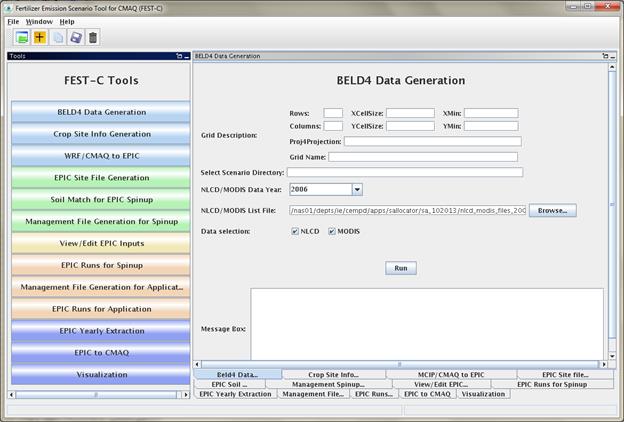 Fertilizer Emission Scenario Tool for CMAQ (FEST-C)
File Window Help
Tools
FEST-C Tools
BELD4 Data Generation
Crop Site Info Generation
WRF/CMAQ to EPIC
EPIC Site File Generation
Soil Match for EPIC Spinup
Management File Generation for Spinup
View/Edit EPIC Inputs
EPIC Runs for Spinup
Management File Generation for Applicat...
EPIC Runs for Application
EPIC Yearly Extraction
EPIC to CMAQ
Visualization
BELD4 Data Generation
BELD4 Data Generation
Grid Description:
Rows: XCellSize: XMin:
Columns: YCellSize: YMin:
Proj4Projection:
Grid Name:
Select Scenario Directory:
NLCD/MODIS Data Year: 2006
NLCD/MODIS List File: /nas01/depts/ie/cempd/apps/sallocator/sa_102013/nlcd_modis_files_200 Browse...
Data selection: NLCD MODIS
Run
Message Box:
Beld4 Data... Crop Site Info... MCIP/CMAQ to EPIC EPIC Site file...
EPIC Soil ... Management Spinup... View/Edit EPIC... EPIC Runs for Spinup
EPIC Yearly Extraction Management File... EPIC Runs... EPIC to CMAQ Visualization